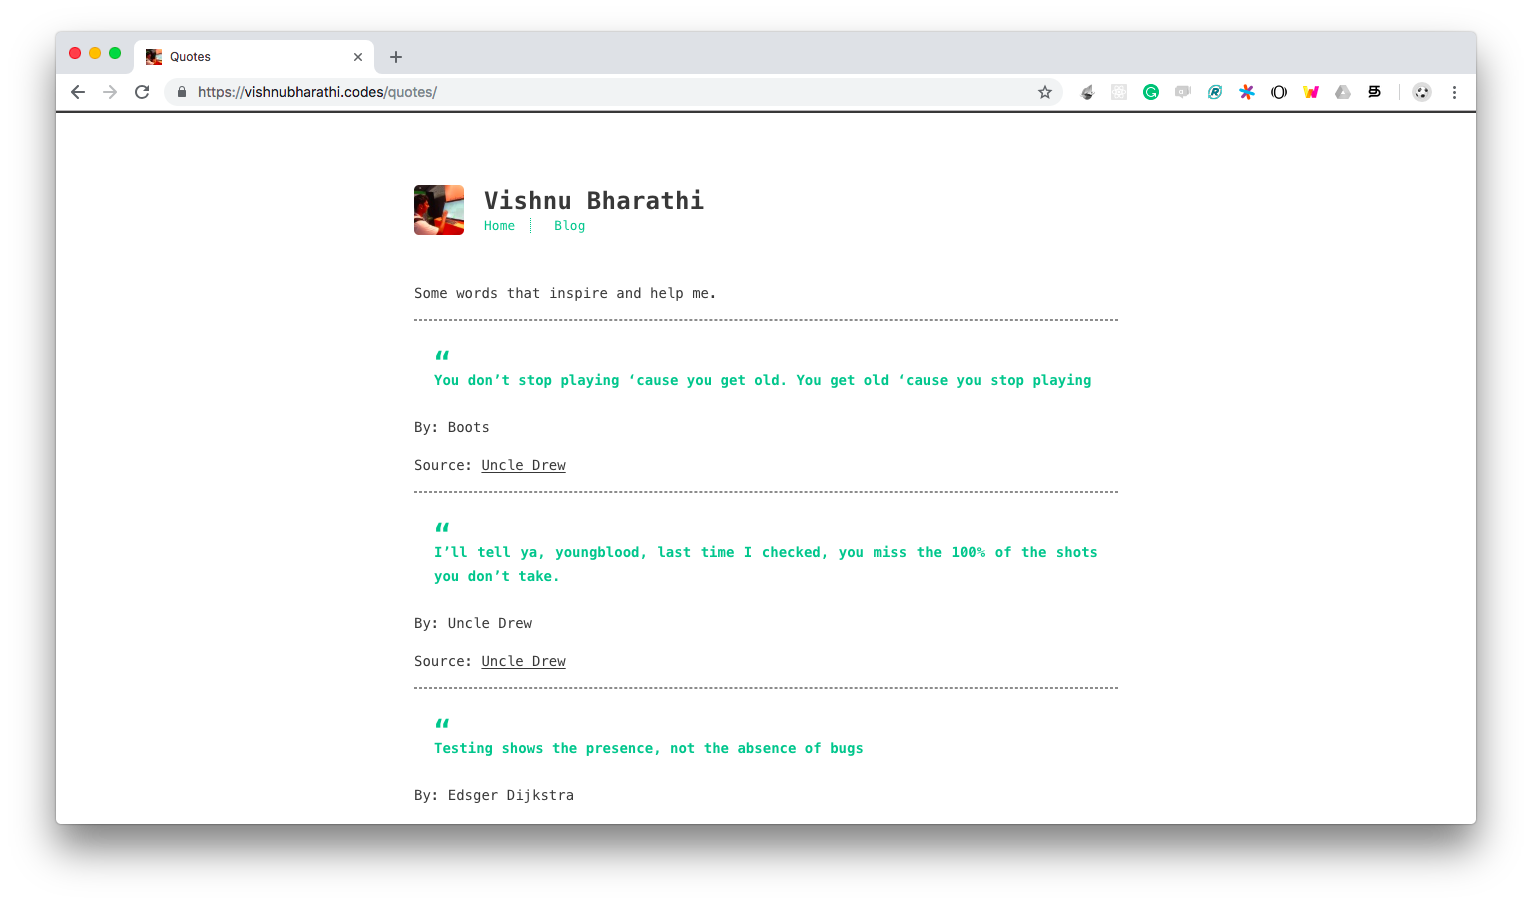 Quotes
https://vishnubharathi.codes/quotes/
Vishnu Bharathi
Home
Blog
Some words that inspire and help me.
“
You don’t stop playing ‘cause you get old. You get old ‘cause you stop playing
By: Boots
Source: Uncle Drew
“
I’ll tell ya, youngblood, last time I checked, you miss the 100% of the shots
you don’t take.
By: Uncle Drew
Source: Uncle Drew
“
Testing shows the presence, not the absence of bugs
By: Edsger Dijkstra